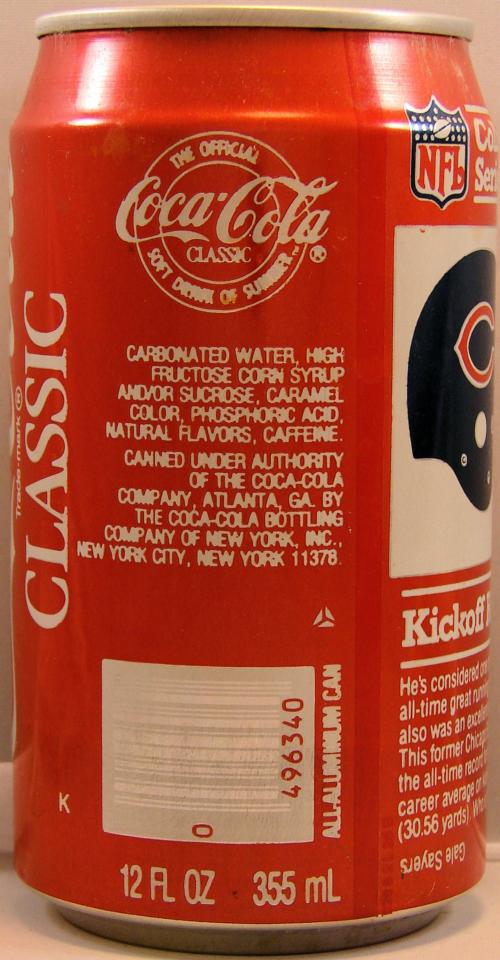 THE OFFICIAL
Coca-Cola
CLASSIC
SOFT DRINK OF SUMMER
CARBONATED WATER, HIGH
FRUCTOSE CORN SYRUP
AND/OR SUCROSE, CARAMEL
COLOR, PHOSPHORIC ACID,
NATURAL FLAVORS, CAFFEINE.
CANNED UNDER AUTHORITY
OF THE COCA-COLA
COMPANY, ATLANTA, GA. BY
THE COCA-COLA BOTTLING
COMPANY OF NEW YORK, INC.,
NEW YORK CITY, NEW YORK 11378.
Trade-mark ®
CLASSIC
496340
0
ALL-ALUMINUM CAN
K
12 FL OZ 355 mL
NFL
C
Kickoff
He's considered
all-time great
also was an
This former
the all-time
career average of
(30.56 yards).
Gale Sayers